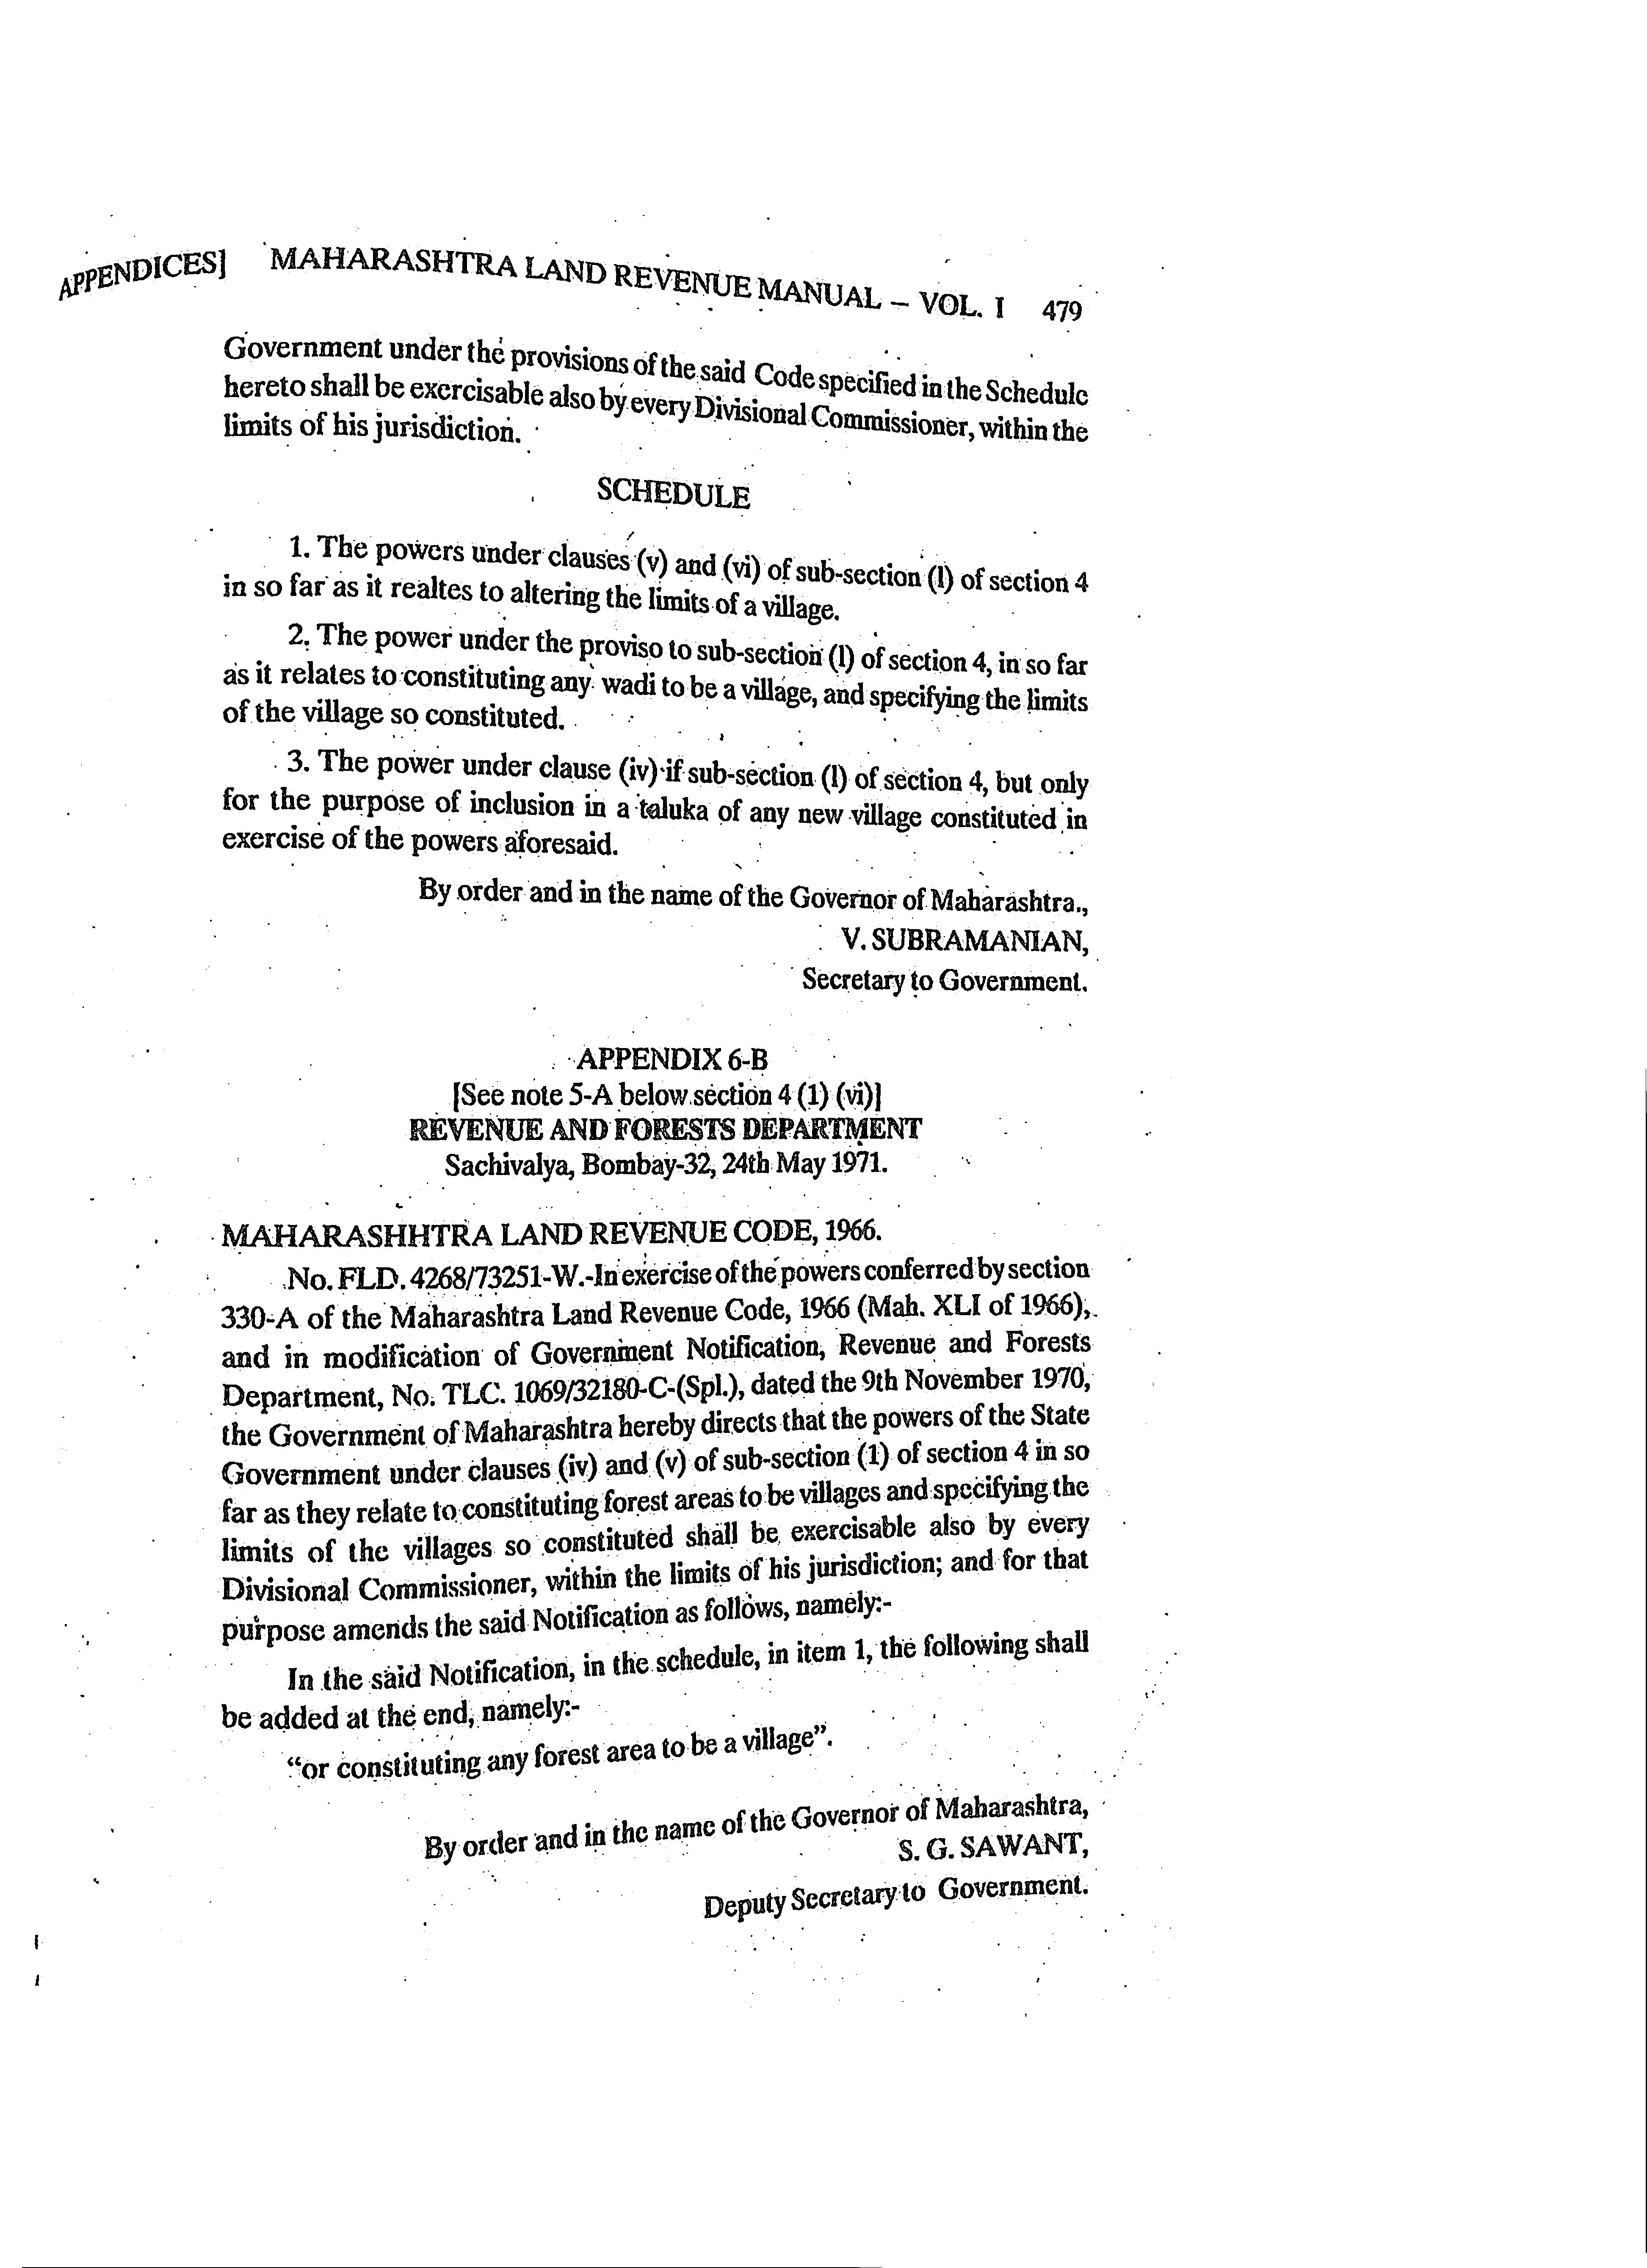 APPENDICES] MAHARASHTRA LAND REVENUE MANUAL – VOL. I 479
Government under the provisions of the said Code specified in the Schedule
hereto shall be exercisable also by every Divisional Commissioner, within the
limits of his jurisdiction.
SCHEDULE
1. The powers under clauses (v) and (vi) of sub-section (l) of section 4
in so far as it realtes to altering the limits of a village.
2. The power under the proviso to sub-section (l) of section 4, in so far
as it relates to constituting any wadi to be a village, and specifying the limits
of the village so constituted.
3. The power under clause (iv) if sub-section (l) of section 4, but only
for the purpose of inclusion in a taluka of any new village constituted in
exercise of the powers aforesaid.
By order and in the name of the Governor of Maharashtra.,
V. SUBRAMANIAN,
Secretary to Government.
APPENDIX 6-B
[See note 5-A below section 4 (1) (vi)]
REVENUE AND FORESTS DEPARTMENT
Sachivalya, Bombay-32, 24th May 1971.
MAHARASHHTRA LAND REVENUE CODE, 1966.
No. FLD. 4268/73251-W.-In exercise of the powers conferred by section
330-A of the Maharashtra Land Revenue Code, 1966 (Mah. XLI of 1966),
and in modification of Government Notification, Revenue and Forests
Department, No. TLC. 1069/32180-C-(Spl.), dated the 9th November 1970,
the Government of Maharashtra hereby directs that the powers of the State
Government under clauses (iv) and (v) of sub-section (1) of section 4 in so
far as they relate to constituting forest areas to be villages and specifying the
limits of the villages so constituted shall be exercisable also by every
Divisional Commissioner, within the limits of his jurisdiction; and for that
purpose amends the said Notification as follows, namely:-
In the said Notification, in the schedule, in item 1, the following shall
be added at the end, namely:-
“or constituting any forest area to be a village”.
By order and in the name of the Governor of Maharashtra,
S. G. SAWANT,
Deputy Secretary to Government.